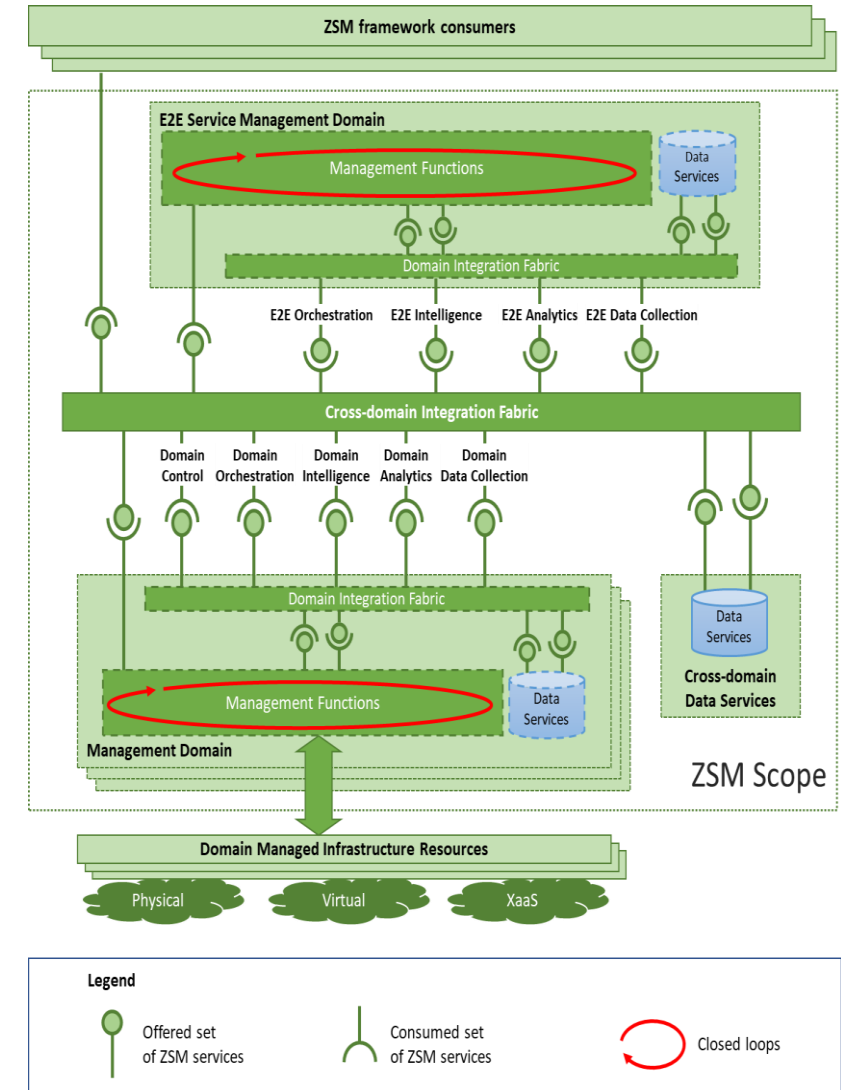 ZSM framework consumers
E2E Service Management Domain
Management Functions
Data
Services
Domain Integration Fabric
E2E Orchestration
E2E Intelligence
E2E Analytics
E2E Data Collection
Cross-domain Integration Fabric
Domain
Control
Domain
Orchestration
Domain
Intelligence
Domain
Analytics
Domain
Data Collection
Domain Integration Fabric
Management Functions
Data
Services
Management Domain
Data
Services
Cross-domain
Data Services
ZSM Scope
Domain Managed Infrastructure Resources
Physical
Virtual
XaaS
Legend
Offered set
of ZSM services
Consumed set
of ZSM services
Closed loops